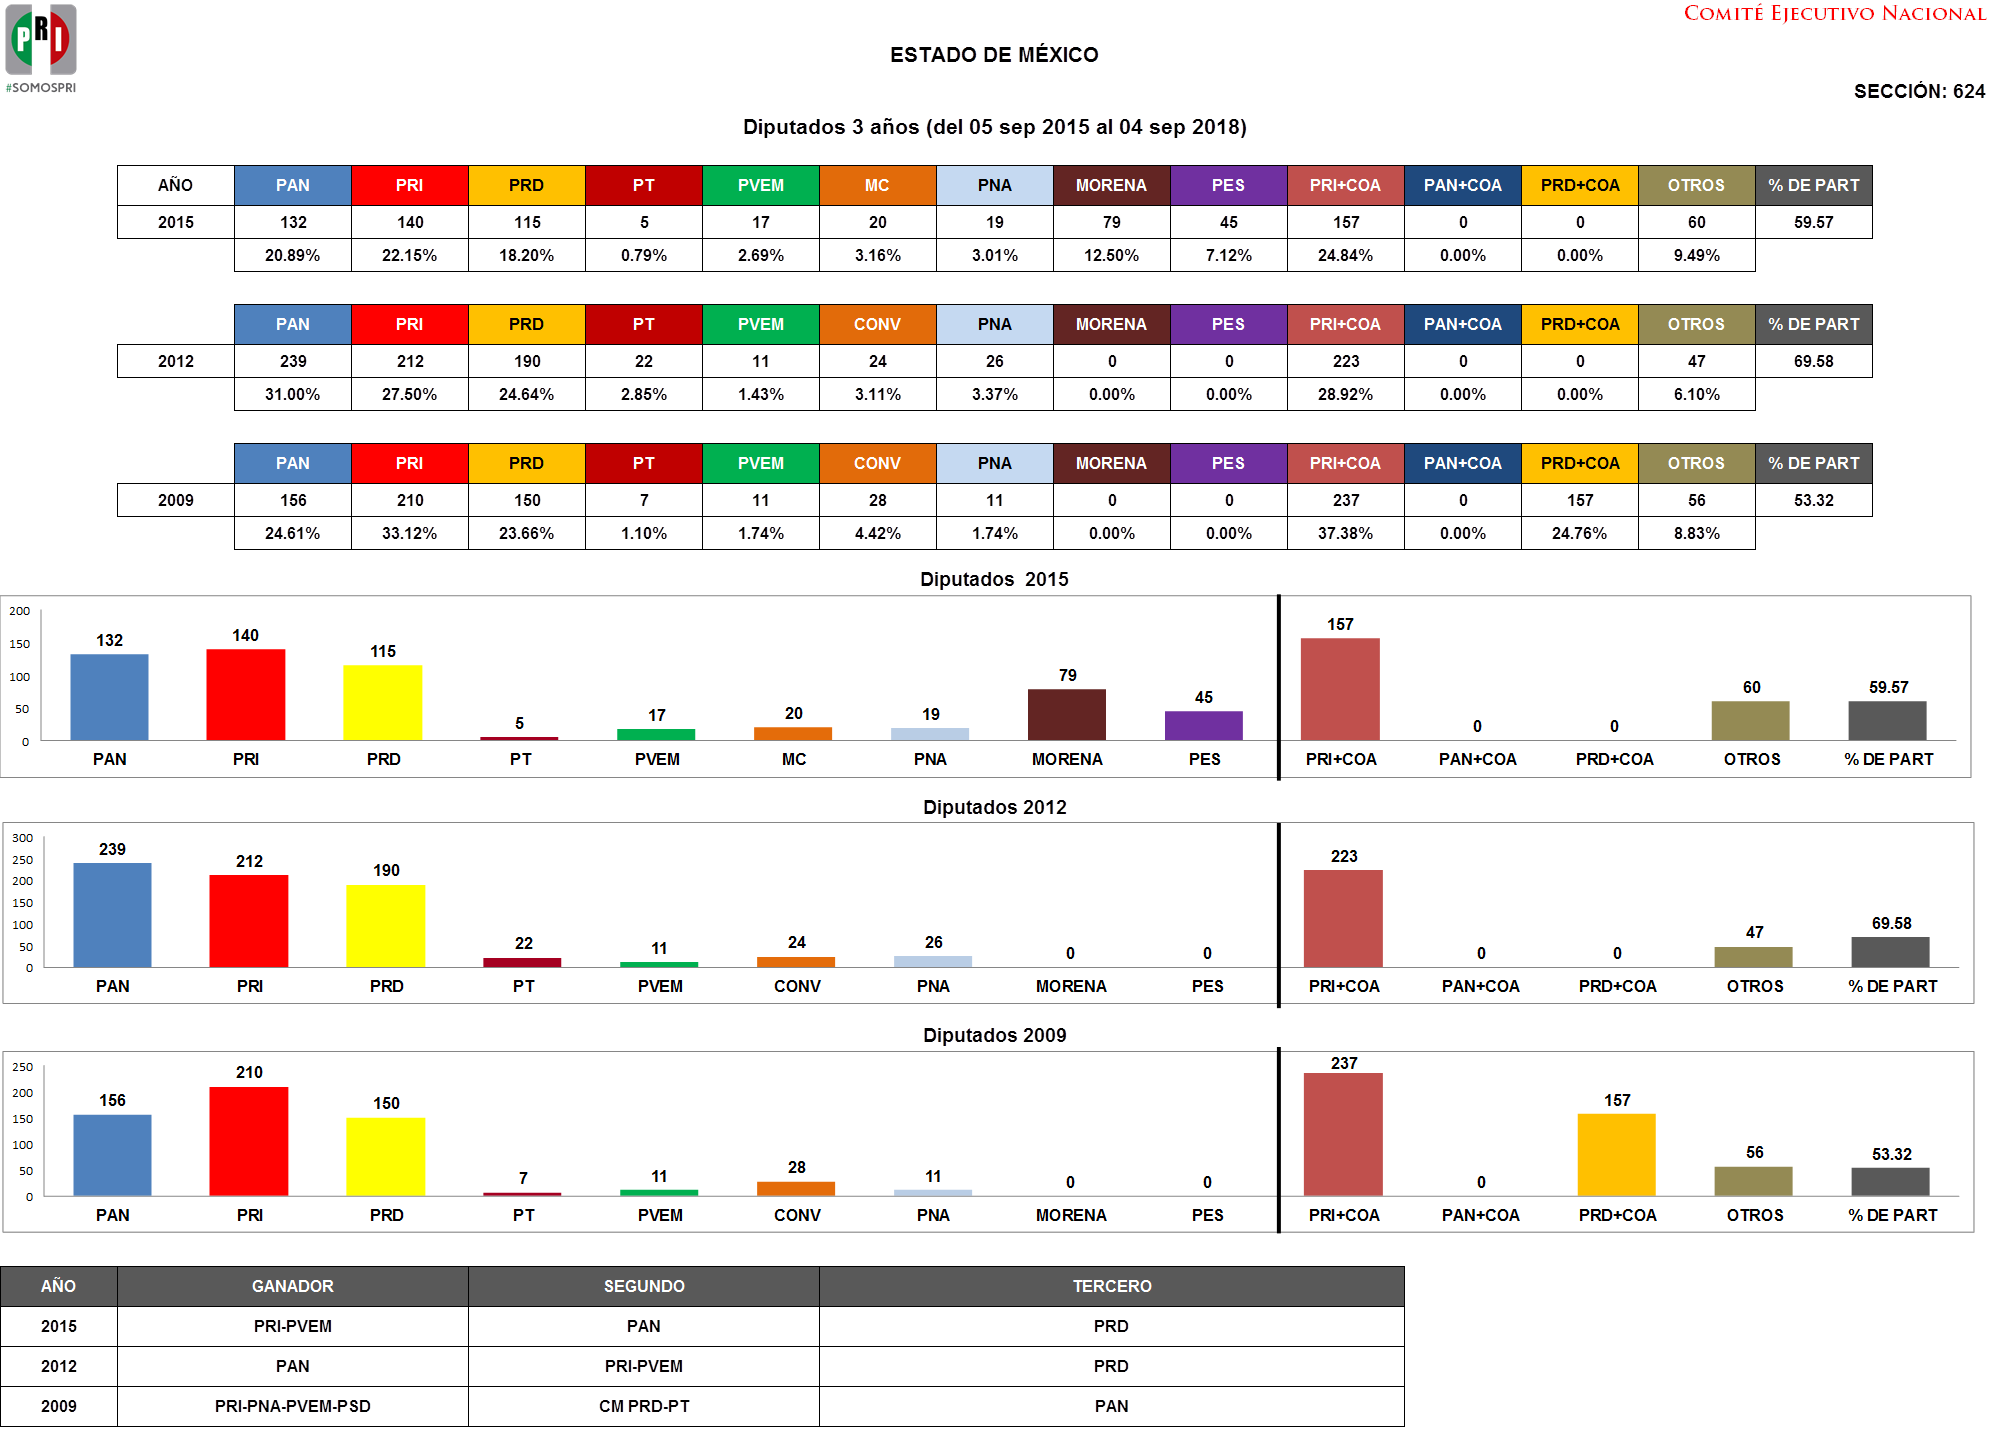 PRI
#SOMOSPRI
COMITÉ EJECUTIVO NACIONAL
ESTADO DE MÉXICO
SECCIÓN: 624
Diputados 3 años (del 05 sep 2015 al 04 sep 2018)
AÑO PAN PRI PRD PT PVEM MC PNA MORENA PES PRI+COA PAN+COA PRD+COA OTROS % DE PART
2015 132 140 115 5 17 20 19 79 45 157 0 0 60 59.57
20.89% 22.15% 18.20% 0.79% 2.69% 3.16% 3.01% 12.50% 7.12% 24.84% 0.00% 0.00% 9.49%
PAN PRI PRD PT PVEM CONV PNA MORENA PES PRI+COA PAN+COA PRD+COA OTROS % DE PART
2012 239 212 190 22 11 24 26 0 0 223 0 0 47 69.58
31.00% 27.50% 24.64% 2.85% 1.43% 3.11% 3.37% 0.00% 0.00% 28.92% 0.00% 0.00% 6.10%
PAN PRI PRD PT PVEM CONV PNA MORENA PES PRI+COA PAN+COA PRD+COA OTROS % DE PART
2009 156 210 150 7 11 28 11 0 0 237 0 157 56 53.32
24.61% 33.12% 23.66% 1.10% 1.74% 4.42% 1.74% 0.00% 0.00% 37.38% 0.00% 24.76% 8.83%
Diputados 2015
200
150
100
50
0
132 140 115 5 17 20 19 79 45 157 0 0 60 59.57
PAN PRI PRD PT PVEM MC PNA MORENA PES PRI+COA PAN+COA PRD+COA OTROS % DE PART
Diputados 2012
300
250
200
150
100
50
0
239 212 190 22 11 24 26 0 0 223 0 0 47 69.58
PAN PRI PRD PT PVEM CONV PNA MORENA PES PRI+COA PAN+COA PRD+COA OTROS % DE PART
Diputados 2009
250
200
150
100
50
0
156 210 150 7 11 28 11 0 0 237 0 157 56 53.32
PAN PRI PRD PT PVEM CONV PNA MORENA PES PRI+COA PAN+COA PRD+COA OTROS % DE PART
AÑO GANADOR SEGUNDO TERCERO
2015 PRI-PVEM PAN PRD
2012 PAN PRI-PVEM PRD
2009 PRI-PNA-PVEM-PSD CM PRD-PT PAN